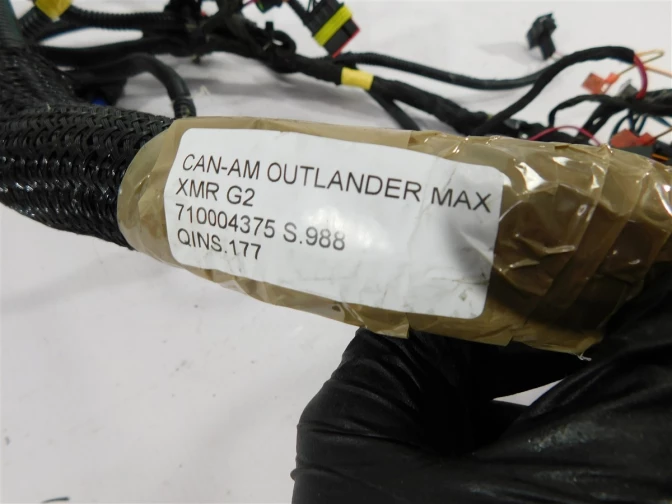 CAN-AM OUTLANDER MAX
XMR G2
710004375 S.988
QINS.177